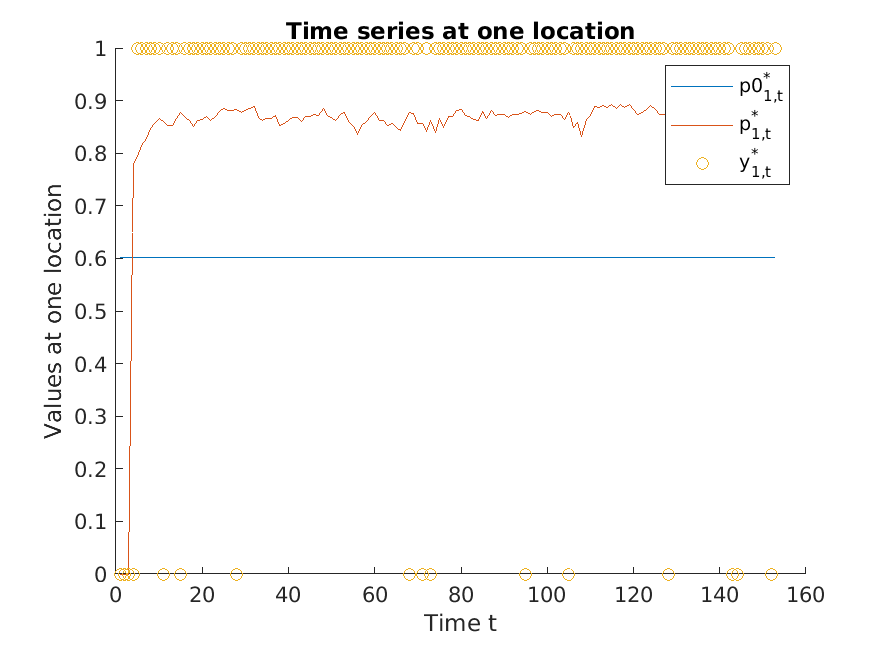 Time series at one location
1
0.9
0.8
0.7
0.6
0.5
0.4
0.3
0.2
0.1
0
Values at one location
p0*1,t
p*1,t
y*1,t
0 20 40 60 80 100 120 140 160
Time t